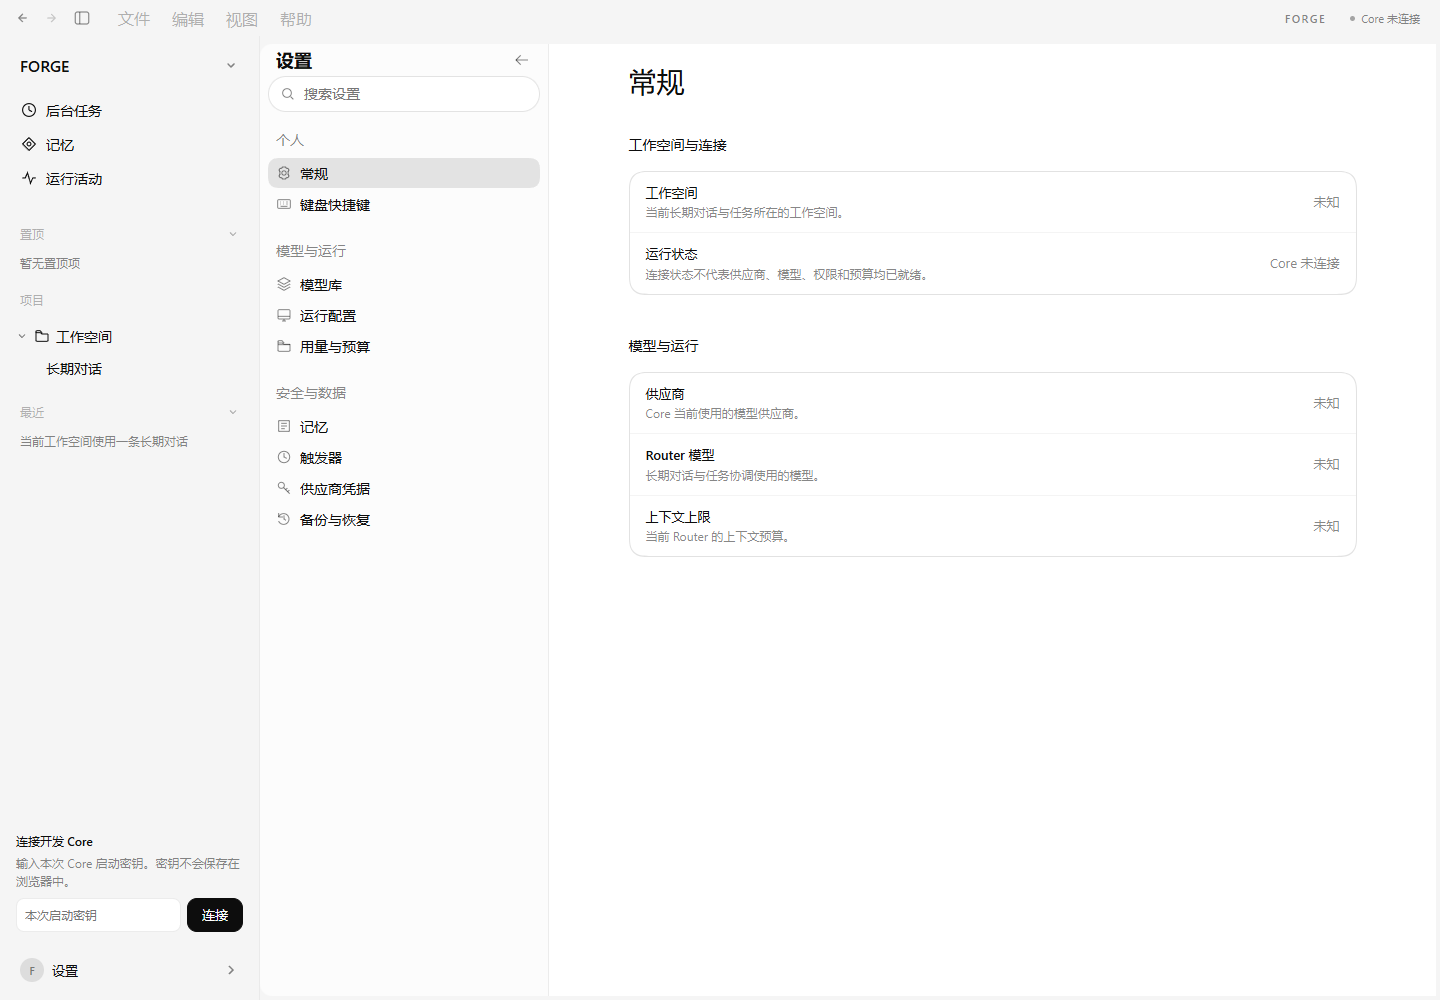 文件 编辑 视图 帮助
FORGE
Core 未连接
FORGE
后台任务
记忆
运行活动
置顶
暂无置顶项
项目
工作空间
长期对话
最近
当前工作空间使用一条长期对话
连接开发 Core
输入本次 Core 启动密钥。密钥不会保存在
浏览器中。
本次启动密钥
连接
F
设置
设置
搜索设置
个人
常规
键盘快捷键
模型与运行
模型库
运行配置
用量与预算
安全与数据
记忆
触发器
供应商凭据
备份与恢复
常规
工作空间与连接
工作空间
当前长期对话与任务所在的工作空间。
未知
运行状态
连接状态不代表供应商、模型、权限和预算均已就绪。
Core 未连接
模型与运行
供应商
Core 当前使用的模型供应商。
未知
Router 模型
长期对话与任务协调使用的模型。
未知
上下文上限
当前 Router 的上下文预算。
未知